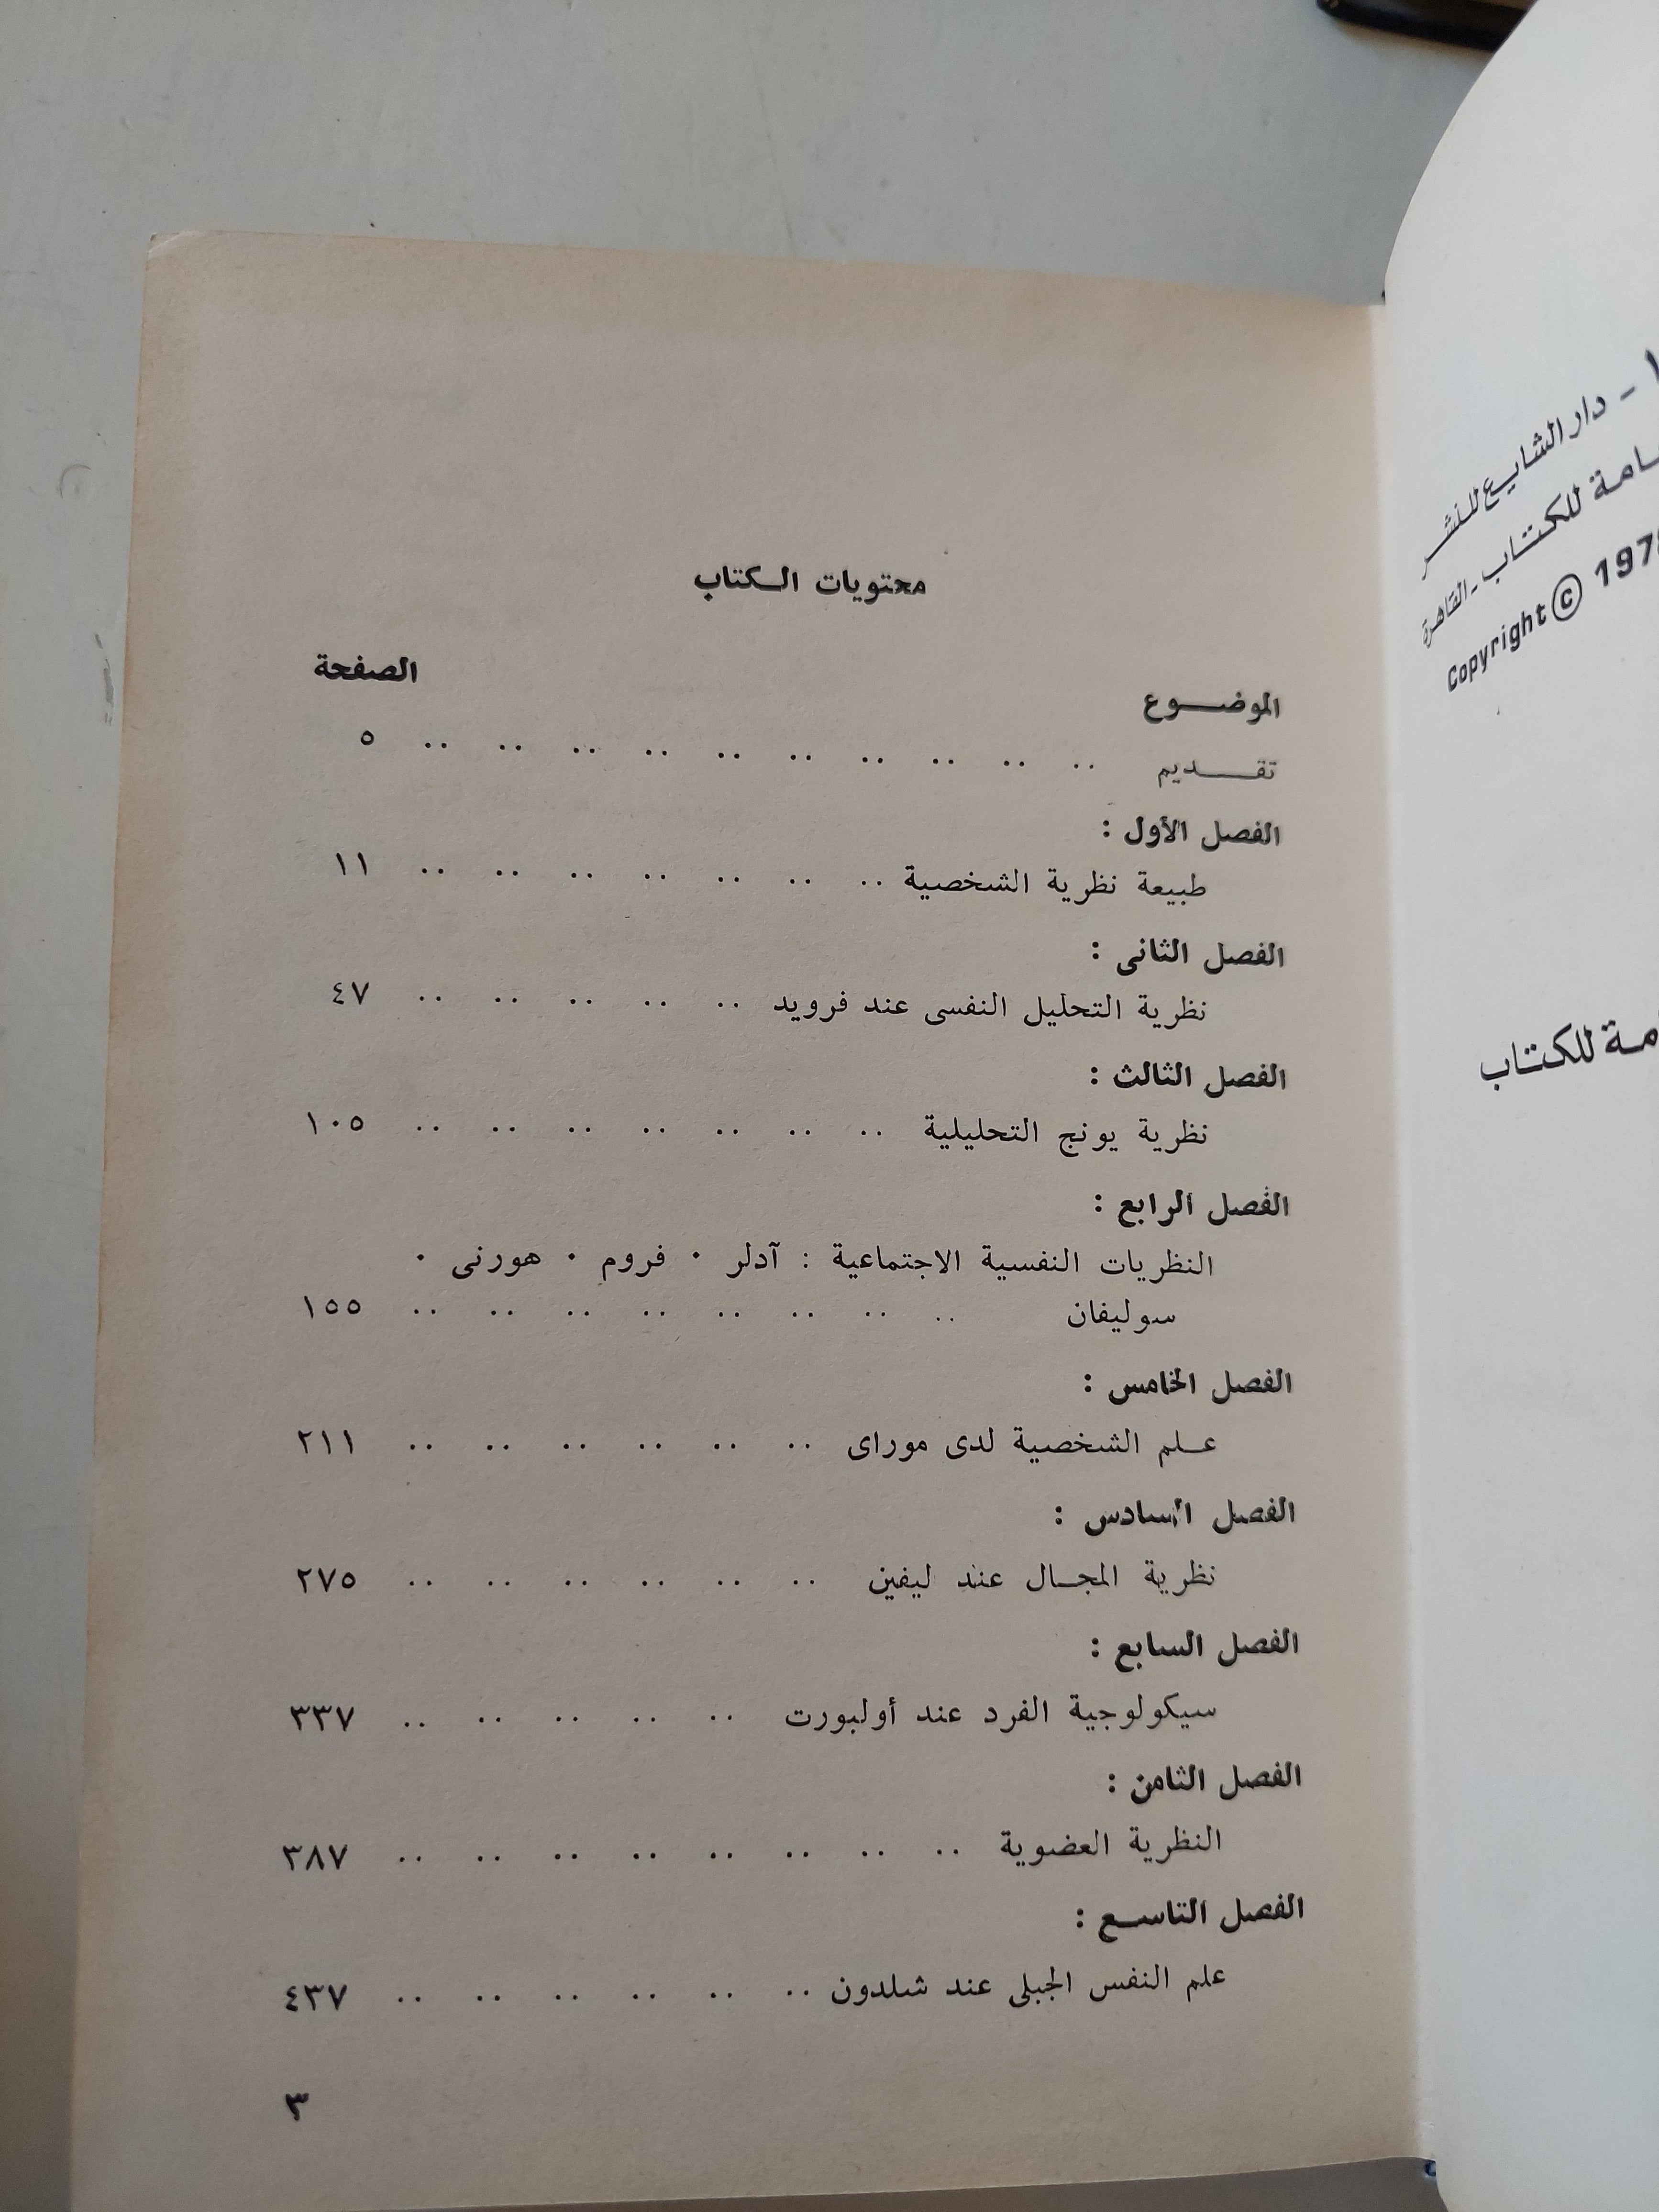 محتويات الكتاب
الموضوع الصفحة
تقديم .. .. .. .. .. .. .. .. .. .. ٥
الفصل الأول :
طبيعة نظرية الشخصية .. .. .. .. .. .. .. ١١
الفصل الثانى :
نظرية التحليل النفسى عند فرويد .. .. .. .. .. ٤٧
الفصل الثالث :
نظرية يونج التحليلية .. .. .. .. .. .. .. ١٠٥
الفصل الرابع :
النظريات النفسية الاجتماعية : آدلر ٠ فروم ٠ هورنى ٠
سوليفان .. .. .. .. .. .. .. .. ١٥٥
الفصل الخامس :
علم الشخصية لدى موراى .. .. .. .. .. .. ٢١١
الفصل السادس :
نظرية المجال عند ليفين .. .. .. .. .. .. ٢٧٥
الفصل السابع :
سيكولوجية الفرد عند أولبورت .. .. .. .. .. ٣٣٧
الفصل الثامن :
النظرية العضوية .. .. .. .. .. .. .. .. ٣٨٧
الفصل التاسع :
علم النفس الجبلى عند شلدون .. .. .. .. .. .. ٤٣٧
٣
- دار الشايع للنشر
للكتاب - القاهرة
Copyright ©
للكتاب